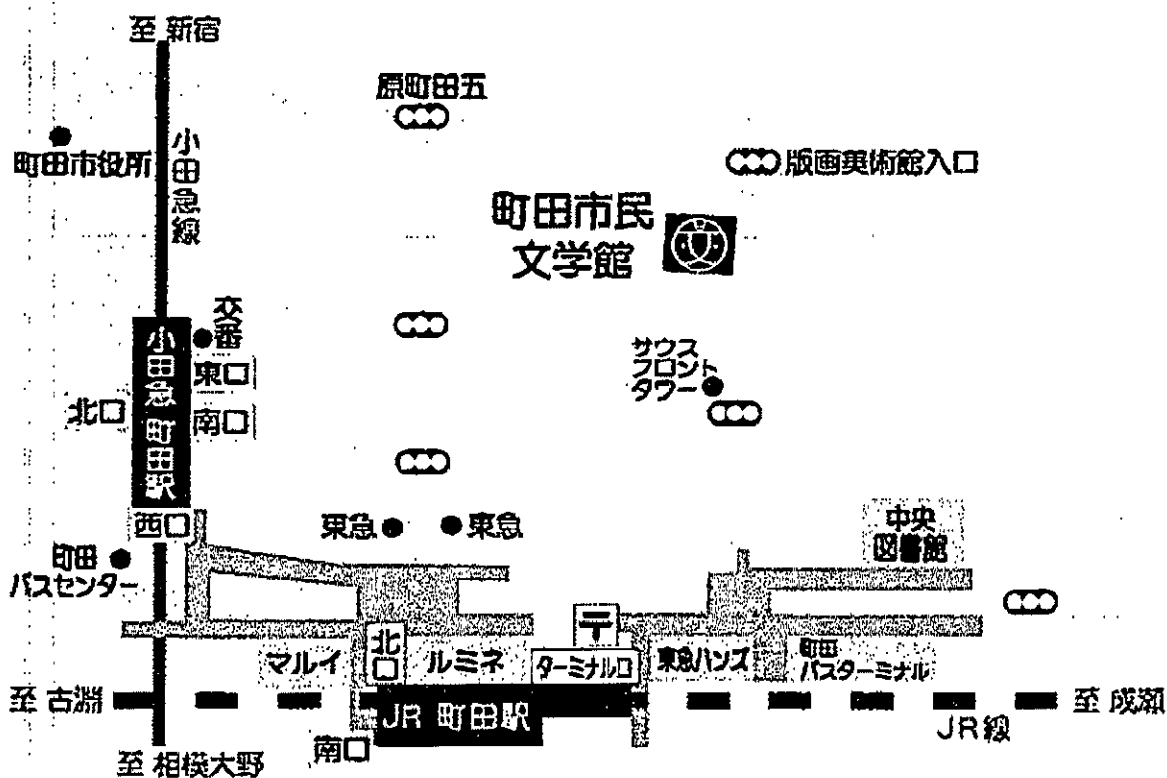 至 新宿
原町田五
町田市役所
小田急線
版画美術館入口
町田市民
文学館
交番
小田急 町田駅
東口
北口
南口
サウス
フロント
タワー
西口
東急
東急
中央
図書館
町田
バスセンター
北口
〒
マルイ
ルミネ
ターミナル口
東急ハンズ
町田
バスターミナル
至 古淵
JR 町田駅
至 成瀬
JR線
南口
至 相模大野